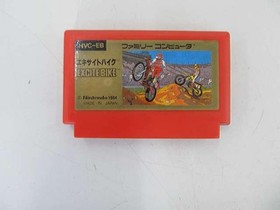 HVC-EB
ファミリーコンピュータ
エキサイトバイク
EXCITEBIKE
© Nintendo 1984
MADE IN JAPAN